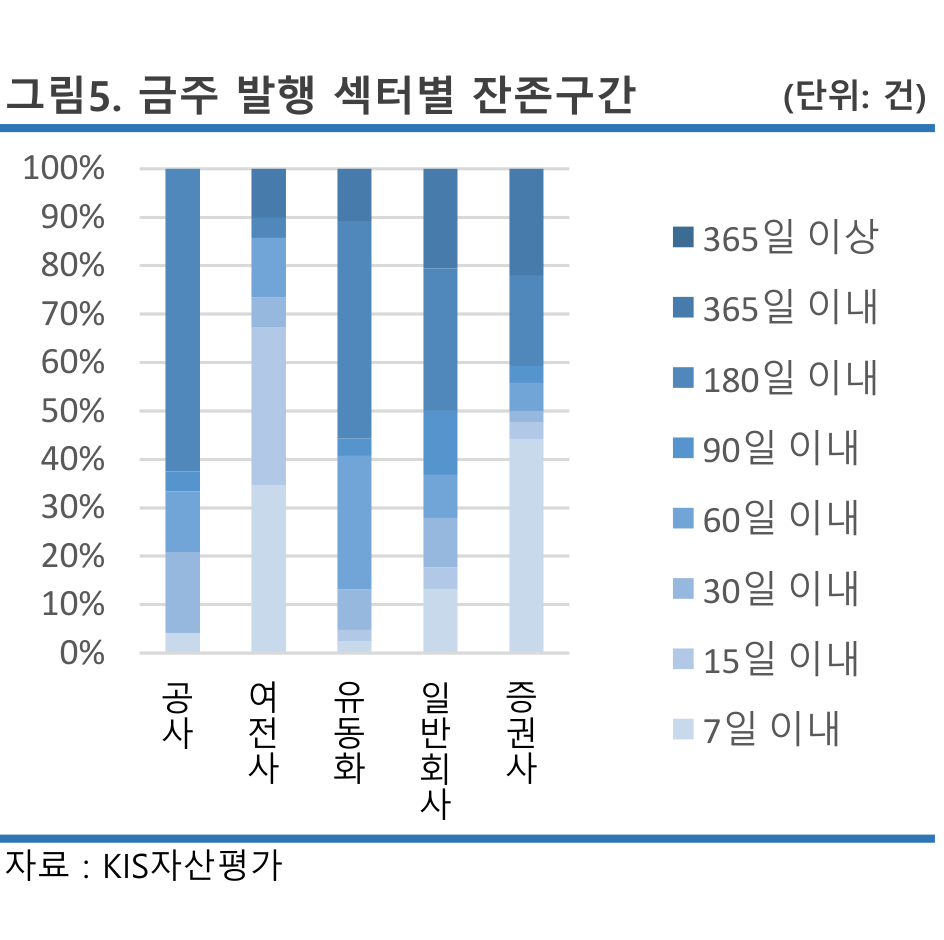 그림5. 금주 발행 섹터별 잔존구간 (단위: 건)
100%
90%
80%
70%
60%
50%
40%
30%
20%
10%
0%
공사
여전사
유동화
일반회사
증권사
365일 이상
365일 이내
180일 이내
90일 이내
60일 이내
30일 이내
15일 이내
7일 이내
자료 : KIS자산평가